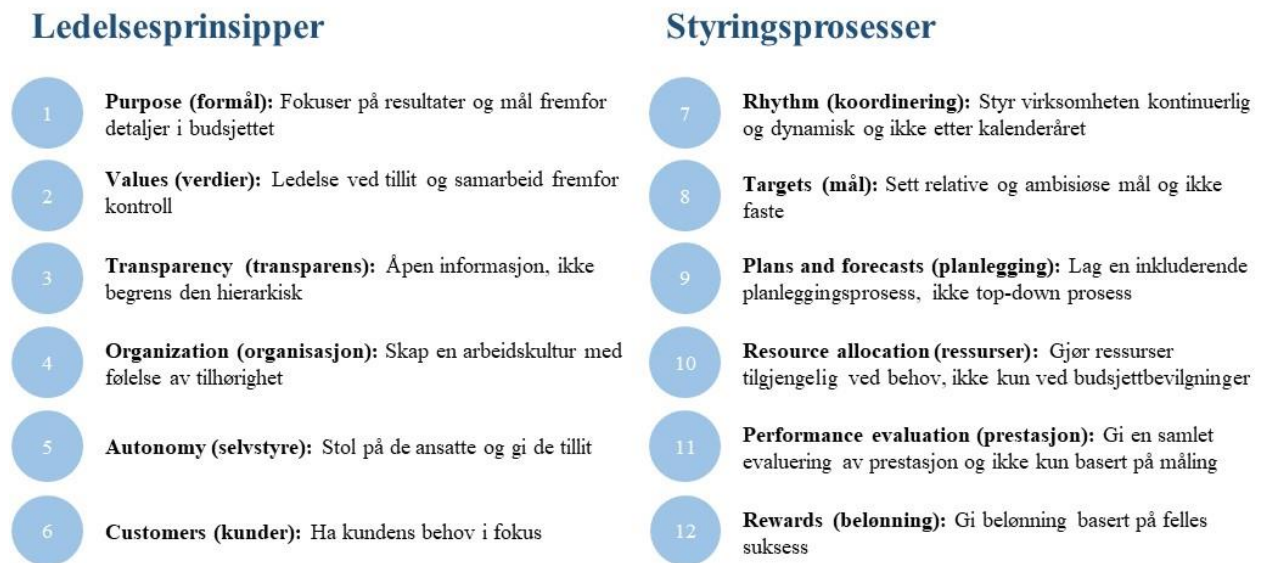 Ledelsesprinsipper
1
Purpose (formål): Fokuser på resultater og mål fremfor
detaljer i budsjettet
2
Values (verdier): Ledelse ved tillit og samarbeid fremfor
kontroll
3
Transparency (transparens): Åpen informasjon, ikke
begrens den hierarkisk
4
Organization (organisasjon): Skap en arbeidskultur med
følelse av tilhørighet
5
Autonomy (selvstyre): Stol på de ansatte og gi de tillit
6
Customers (kunder): Ha kundens behov i fokus
Styringsprosesser
7
Rhythm (koordinering): Styr virksomheten kontinuerlig
og dynamisk og ikke etter kalenderåret
8
Targets (mål): Sett relative og ambisiøse mål og ikke
faste
9
Plans and forecasts (planlegging): Lag en inkluderende
planleggingsprosess, ikke top-down prosess
10
Resource allocation (ressurser): Gjør ressurser
tilgjengelig ved behov, ikke kun ved budsjettbevilgninger
11
Performance evaluation (prestasjon): Gi en samlet
evaluering av prestasjon og ikke kun basert på måling
12
Rewards (belønning): Gi belønning basert på felles
suksess